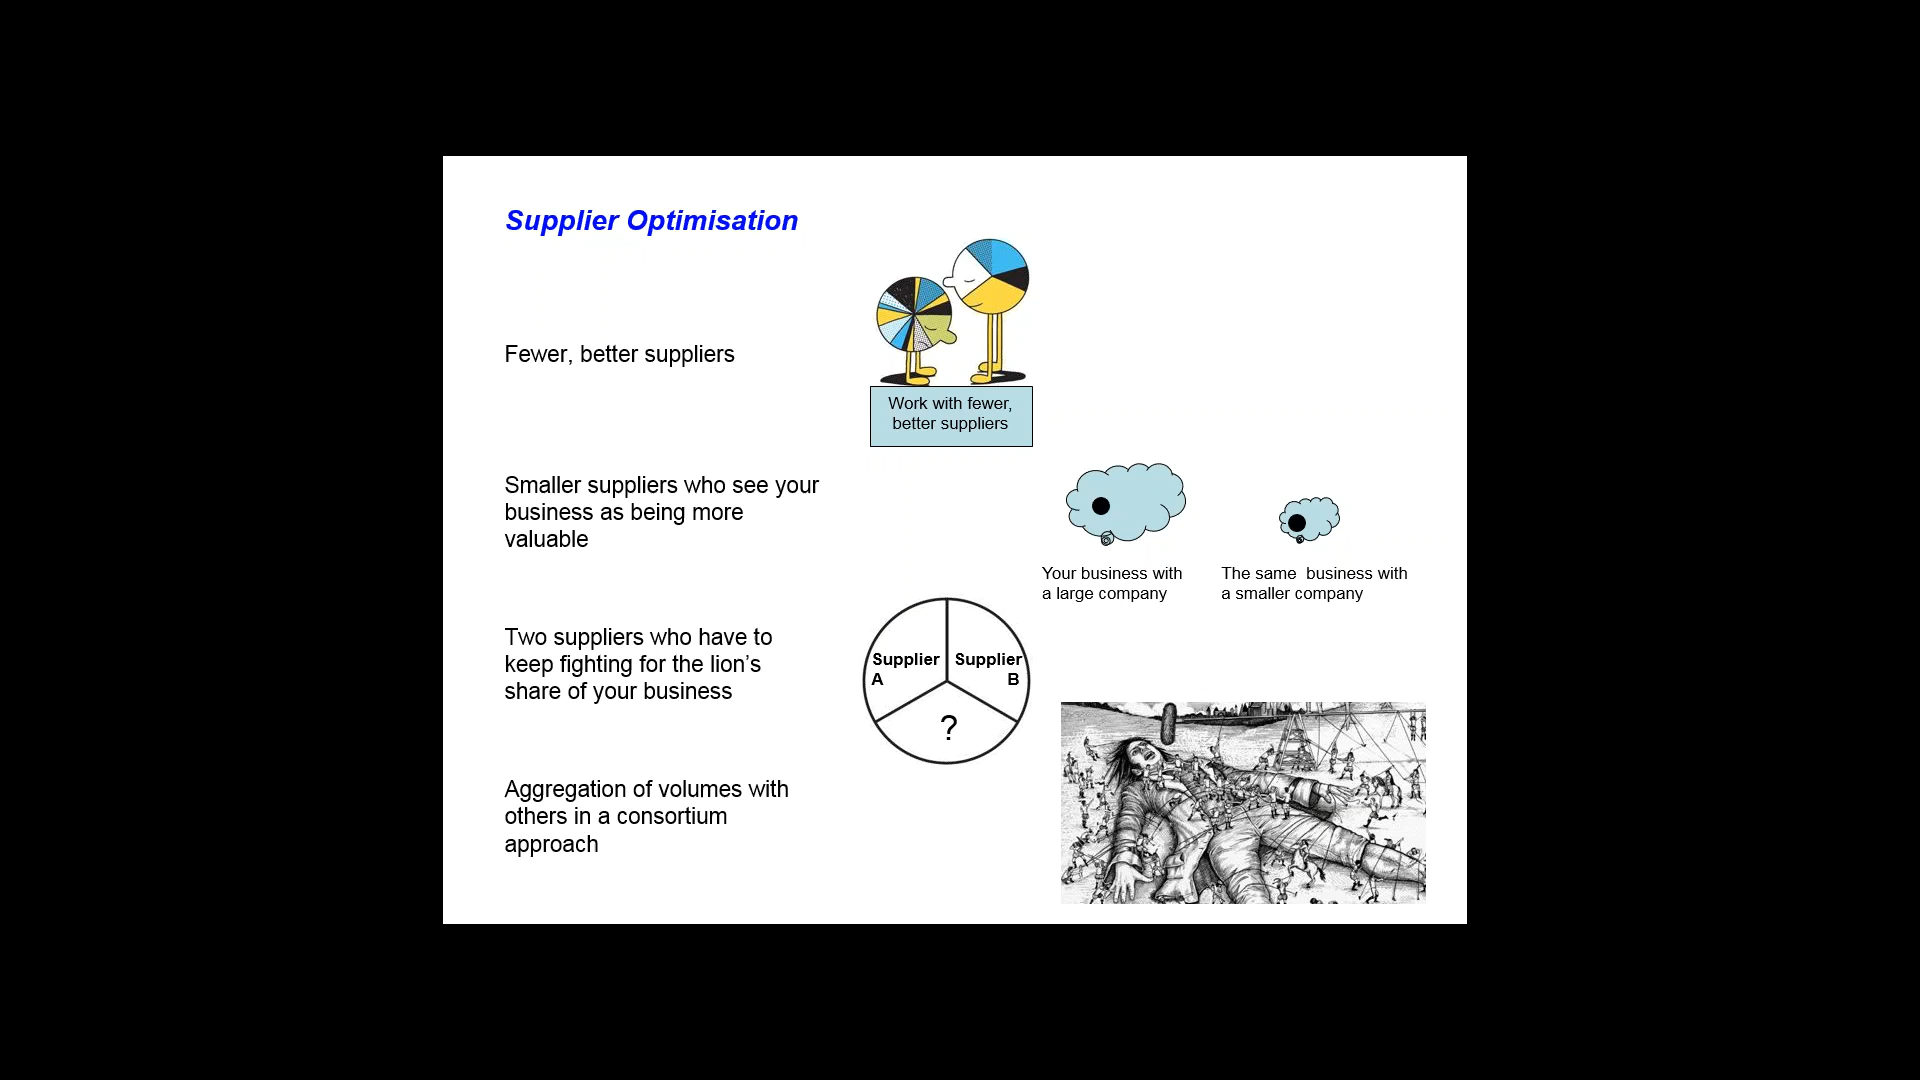 Supplier Optimisation
Fewer, better suppliers
Work with fewer,
better suppliers
Smaller suppliers who see your
business as being more
valuable
Your business with
a large company
The same  business with
a smaller company
Two suppliers who have to
keep fighting for the lion’s
share of your business
Supplier
A
Supplier
B
?
Aggregation of volumes with
others in a consortium
approach